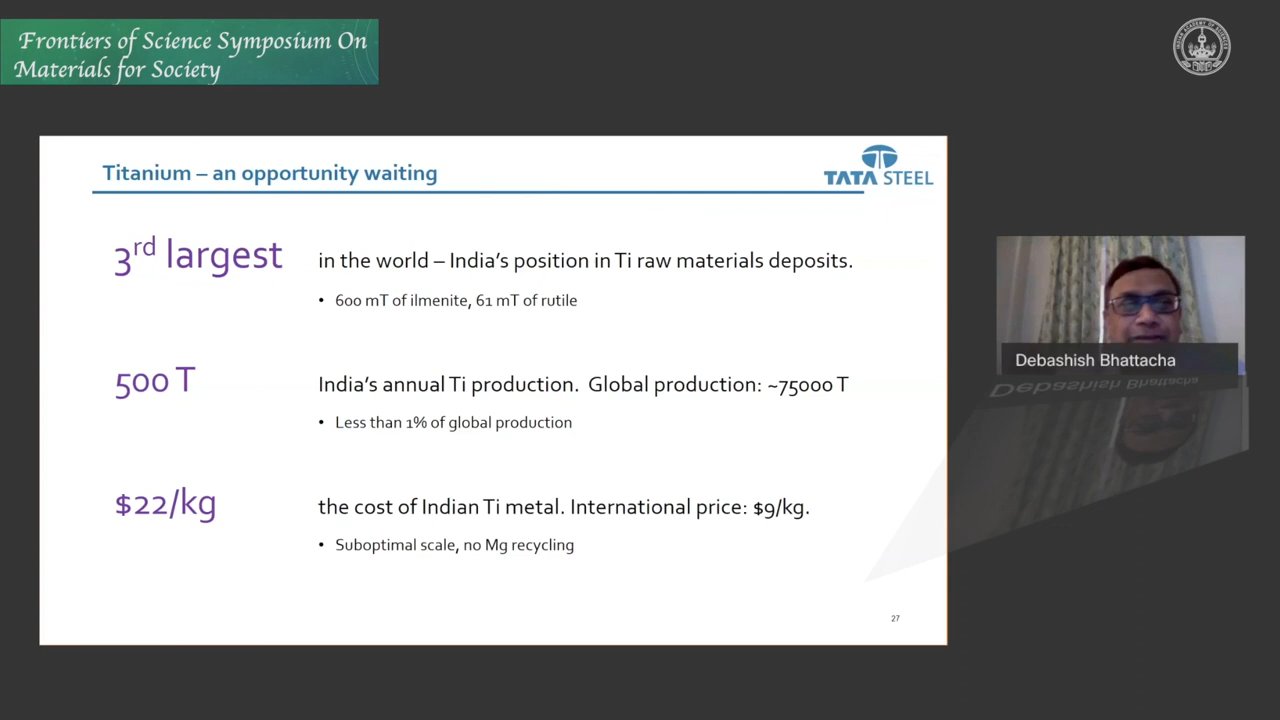 Frontiers of Science Symposium On
Materials for Society
Titanium – an opportunity waiting
TATA STEEL
3rd largest
in the world – India's position in Ti raw materials deposits.
• 600 mT of ilmenite, 61 mT of rutile
500 T
India's annual Ti production. Global production: ~75000 T
• Less than 1% of global production
$22/kg
the cost of Indian Ti metal. International price: $9/kg.
• Suboptimal scale, no Mg recycling
27
Debashish Bhattacha
Debashish Bhattacha